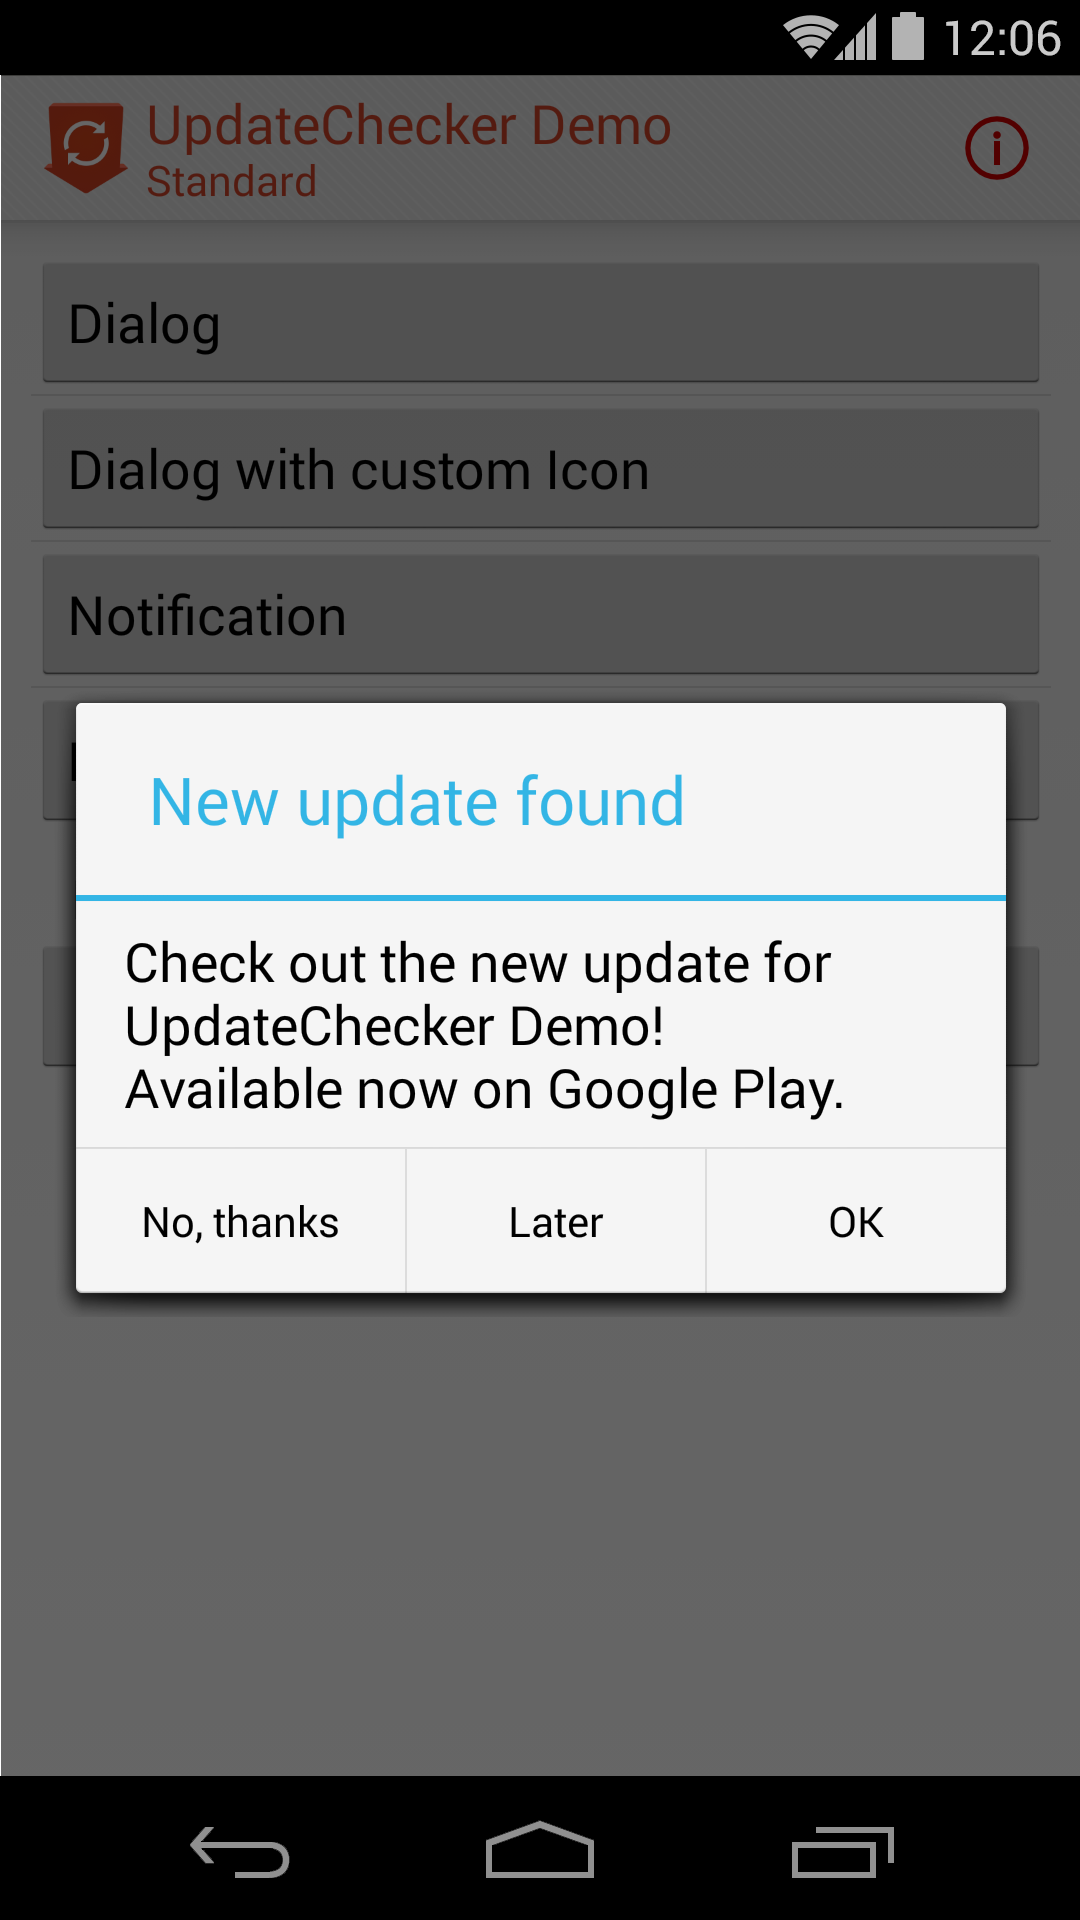 12:06
UpdateChecker Demo
Standard
Dialog
Dialog with custom Icon
Notification
New update found
Check out the new update for
UpdateChecker Demo!
Available now on Google Play.
No, thanks
Later
OK